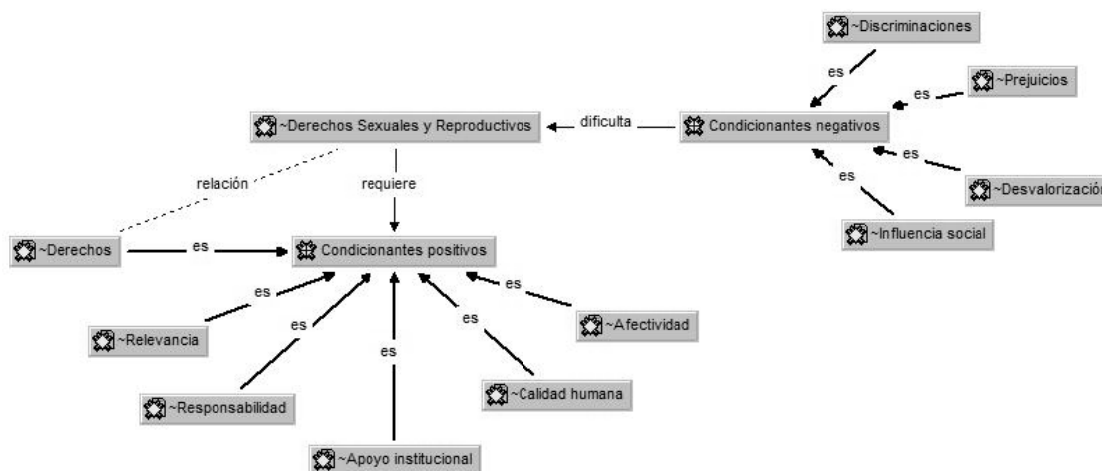 ~Discriminaciones
es
~Prejuicios
es
~Derechos Sexuales y Reproductivos
dificulta
Condicionantes negativos
es
~Desvalorización
relación
requiere
es
~Influencia social
~Derechos
es
Condicionantes positivos
es
es
es
es
es
~Relevancia
~Afectividad
~Responsabilidad
~Calidad humana
~Apoyo institucional